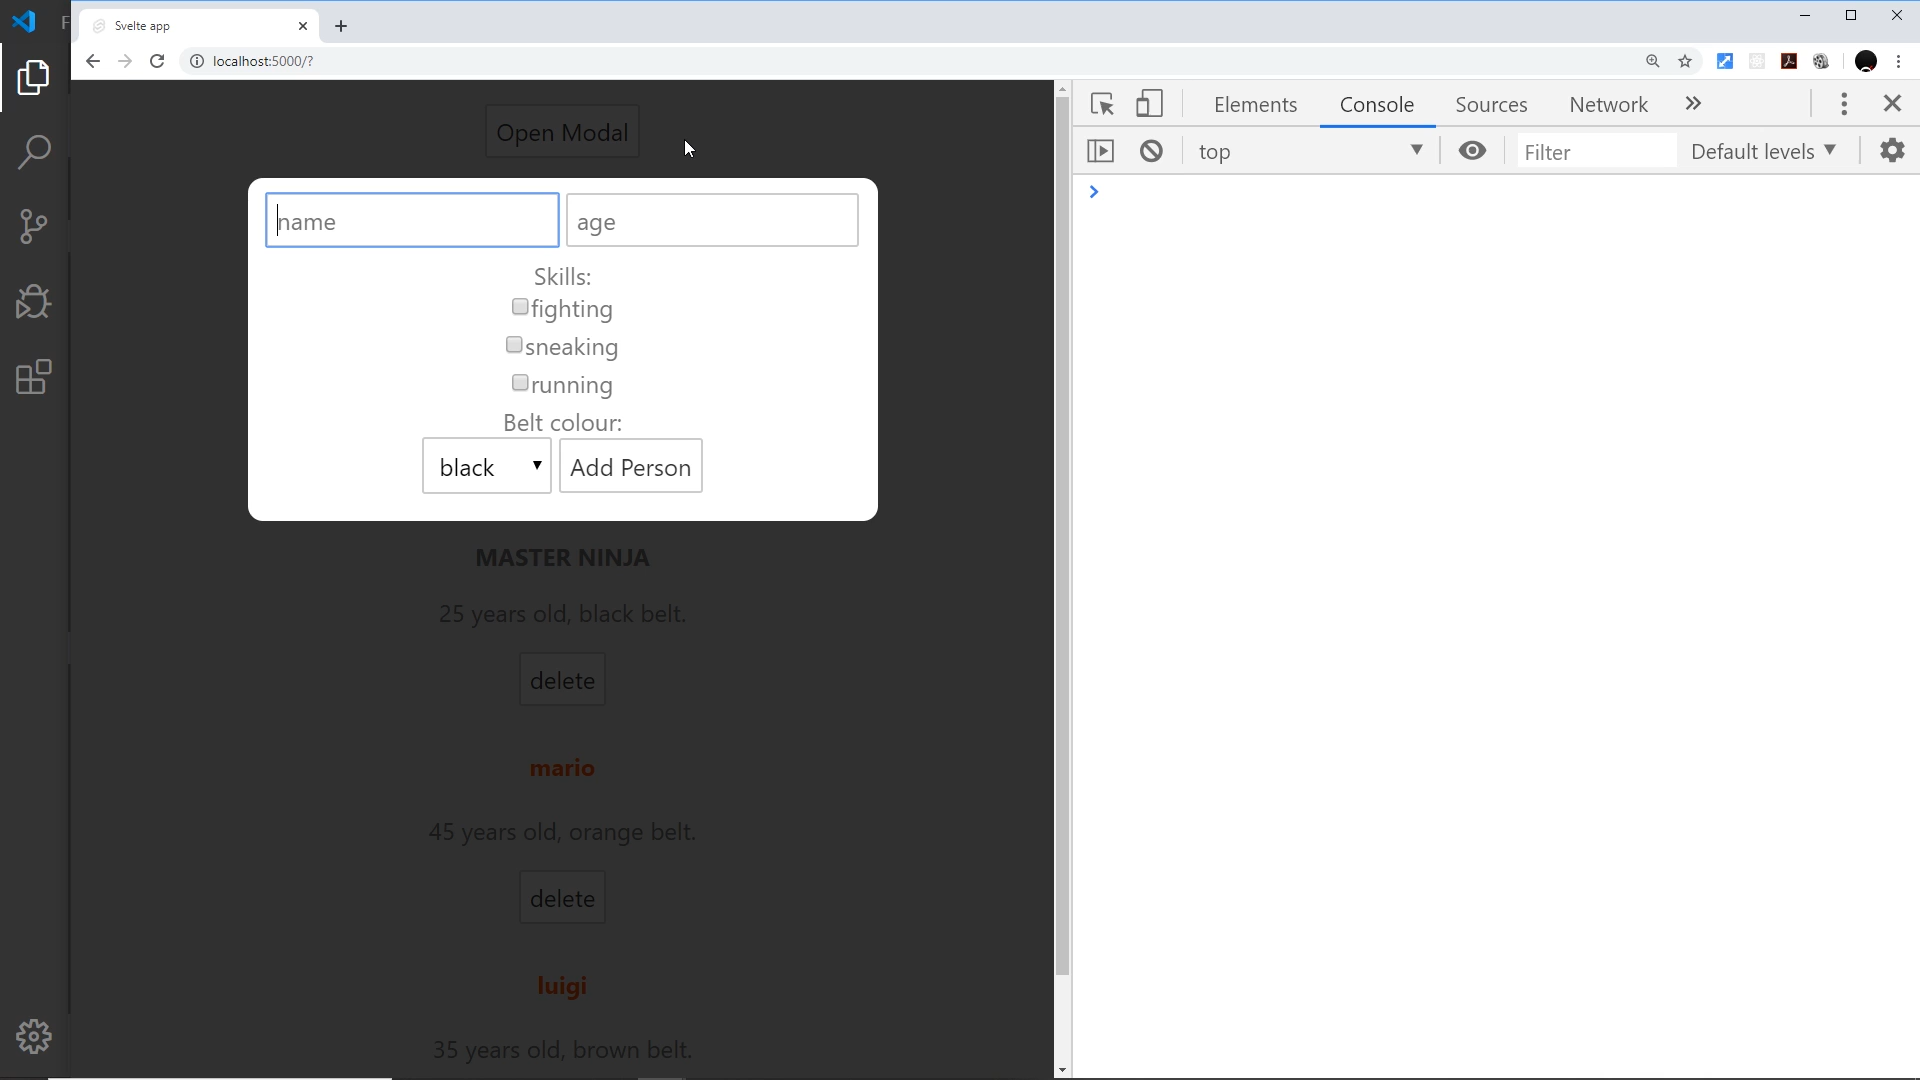 F
Svelte app
localhost:5000/?
Open Modal
name
age
Skills:
fighting
sneaking
running
Belt colour:
black
Add Person
MASTER NINJA
25 years old, black belt.
delete
mario
45 years old, orange belt.
delete
luigi
35 years old, brown belt.
Elements Console Sources Network »
top Filter Default levels